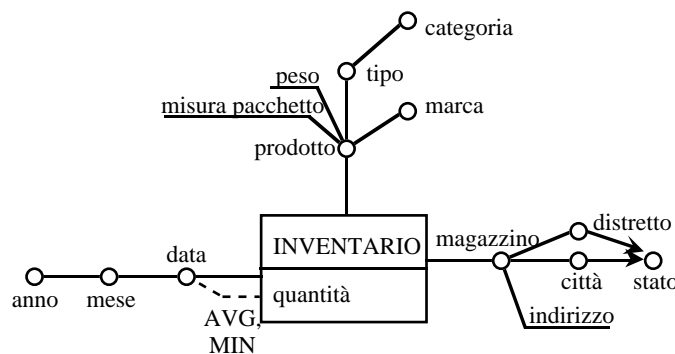 categoria
peso
tipo
misura pacchetto
marca
prodotto
distretto
INVENTARIO
magazzino
data
anno
mese
quantità
città
stato
AVG,
indirizzo
MIN